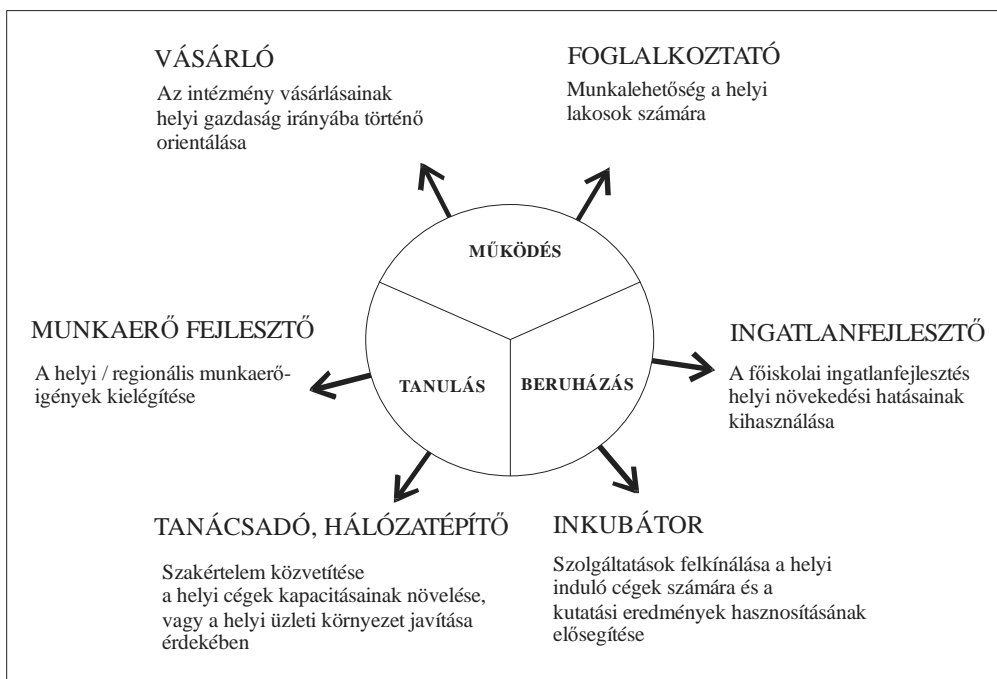 VÁSÁRLÓ
Az intézmény vásárlásainak
helyi gazdaság irányába történő
orientálása
FOGLALKOZTATÓ
Munkalehetőség a helyi
lakosok számára
MŰKÖDÉS
MUNKAERŐ FEJLESZTŐ
A helyi / regionális munkaerő-
igények kielégítése
TANULÁS
BERUHÁZÁS
INGATLANFEJLESZTŐ
A főiskolai ingatlanfejlesztés
helyi növekedési hatásainak
kihasználása
TANÁCSADÓ, HÁLÓZATÉPÍTŐ
Szakértelem közvetítése
a helyi cégek kapacitásainak növelése,
vagy a helyi üzleti környezet javítása
érdekében
INKUBÁTOR
Szolgáltatások felkínálása a helyi
induló cégek számára és a
kutatási eredmények hasznosításának
elősegítése